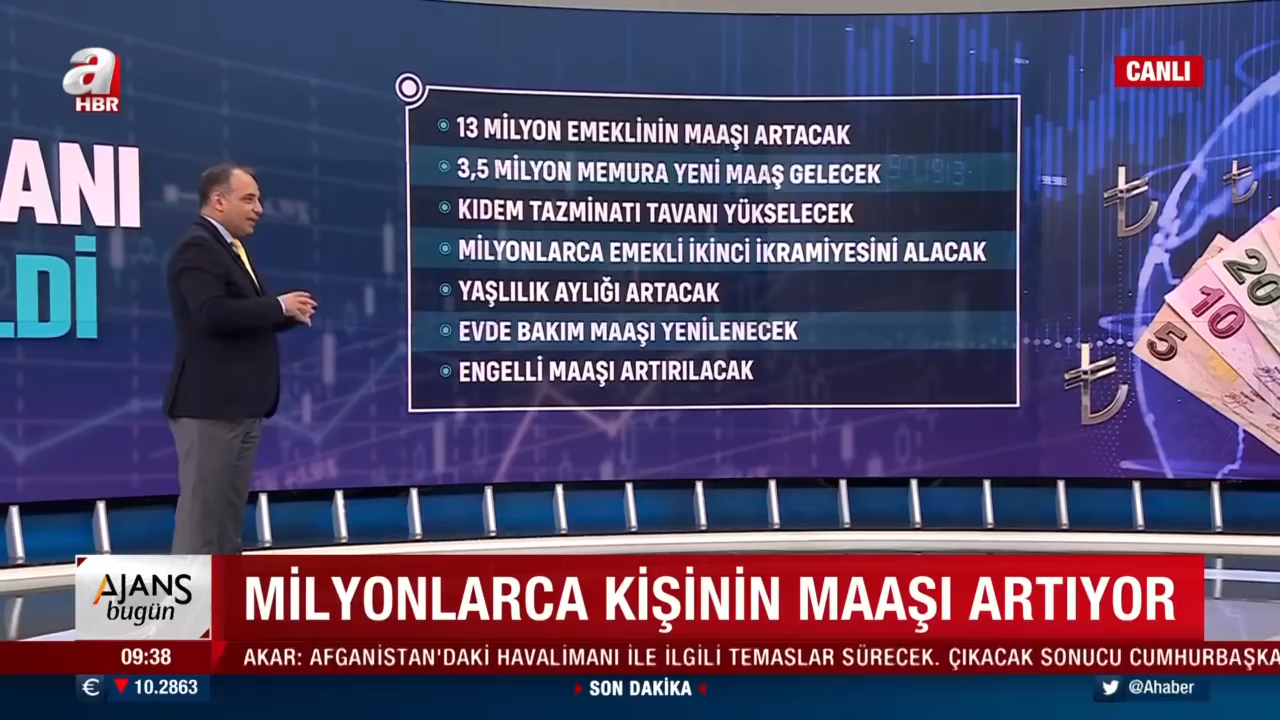 a
HBR
CANLI
ANI
LDİ
13 MİLYON EMEKLİNİN MAAŞI ARTACAK
3,5 MİLYON MEMURA YENİ MAAŞ GELECEK
KIDEM TAZMİNATI TAVANI YÜKSELECEK
MİLYONLARCA EMEKLİ İKİNCİ İKRAMİYESİNİ ALACAK
YAŞLILIK AYLIĞI ARTACAK
EVDE BAKIM MAAŞI YENİLENECEK
ENGELLİ MAAŞI ARTIRILACAK
20
10
5
AJANS
bugün
MİLYONLARCA KİŞİNİN MAAŞI ARTIYOR
09:38
AKAR: AFGANİSTAN'DAKİ HAVALİMANI İLE İLGİLİ TEMASLAR SÜRECEK. ÇIKACAK SONUCU CUMHURBAŞKA
€ 10.2863
SON DAKİKA
@Ahaber